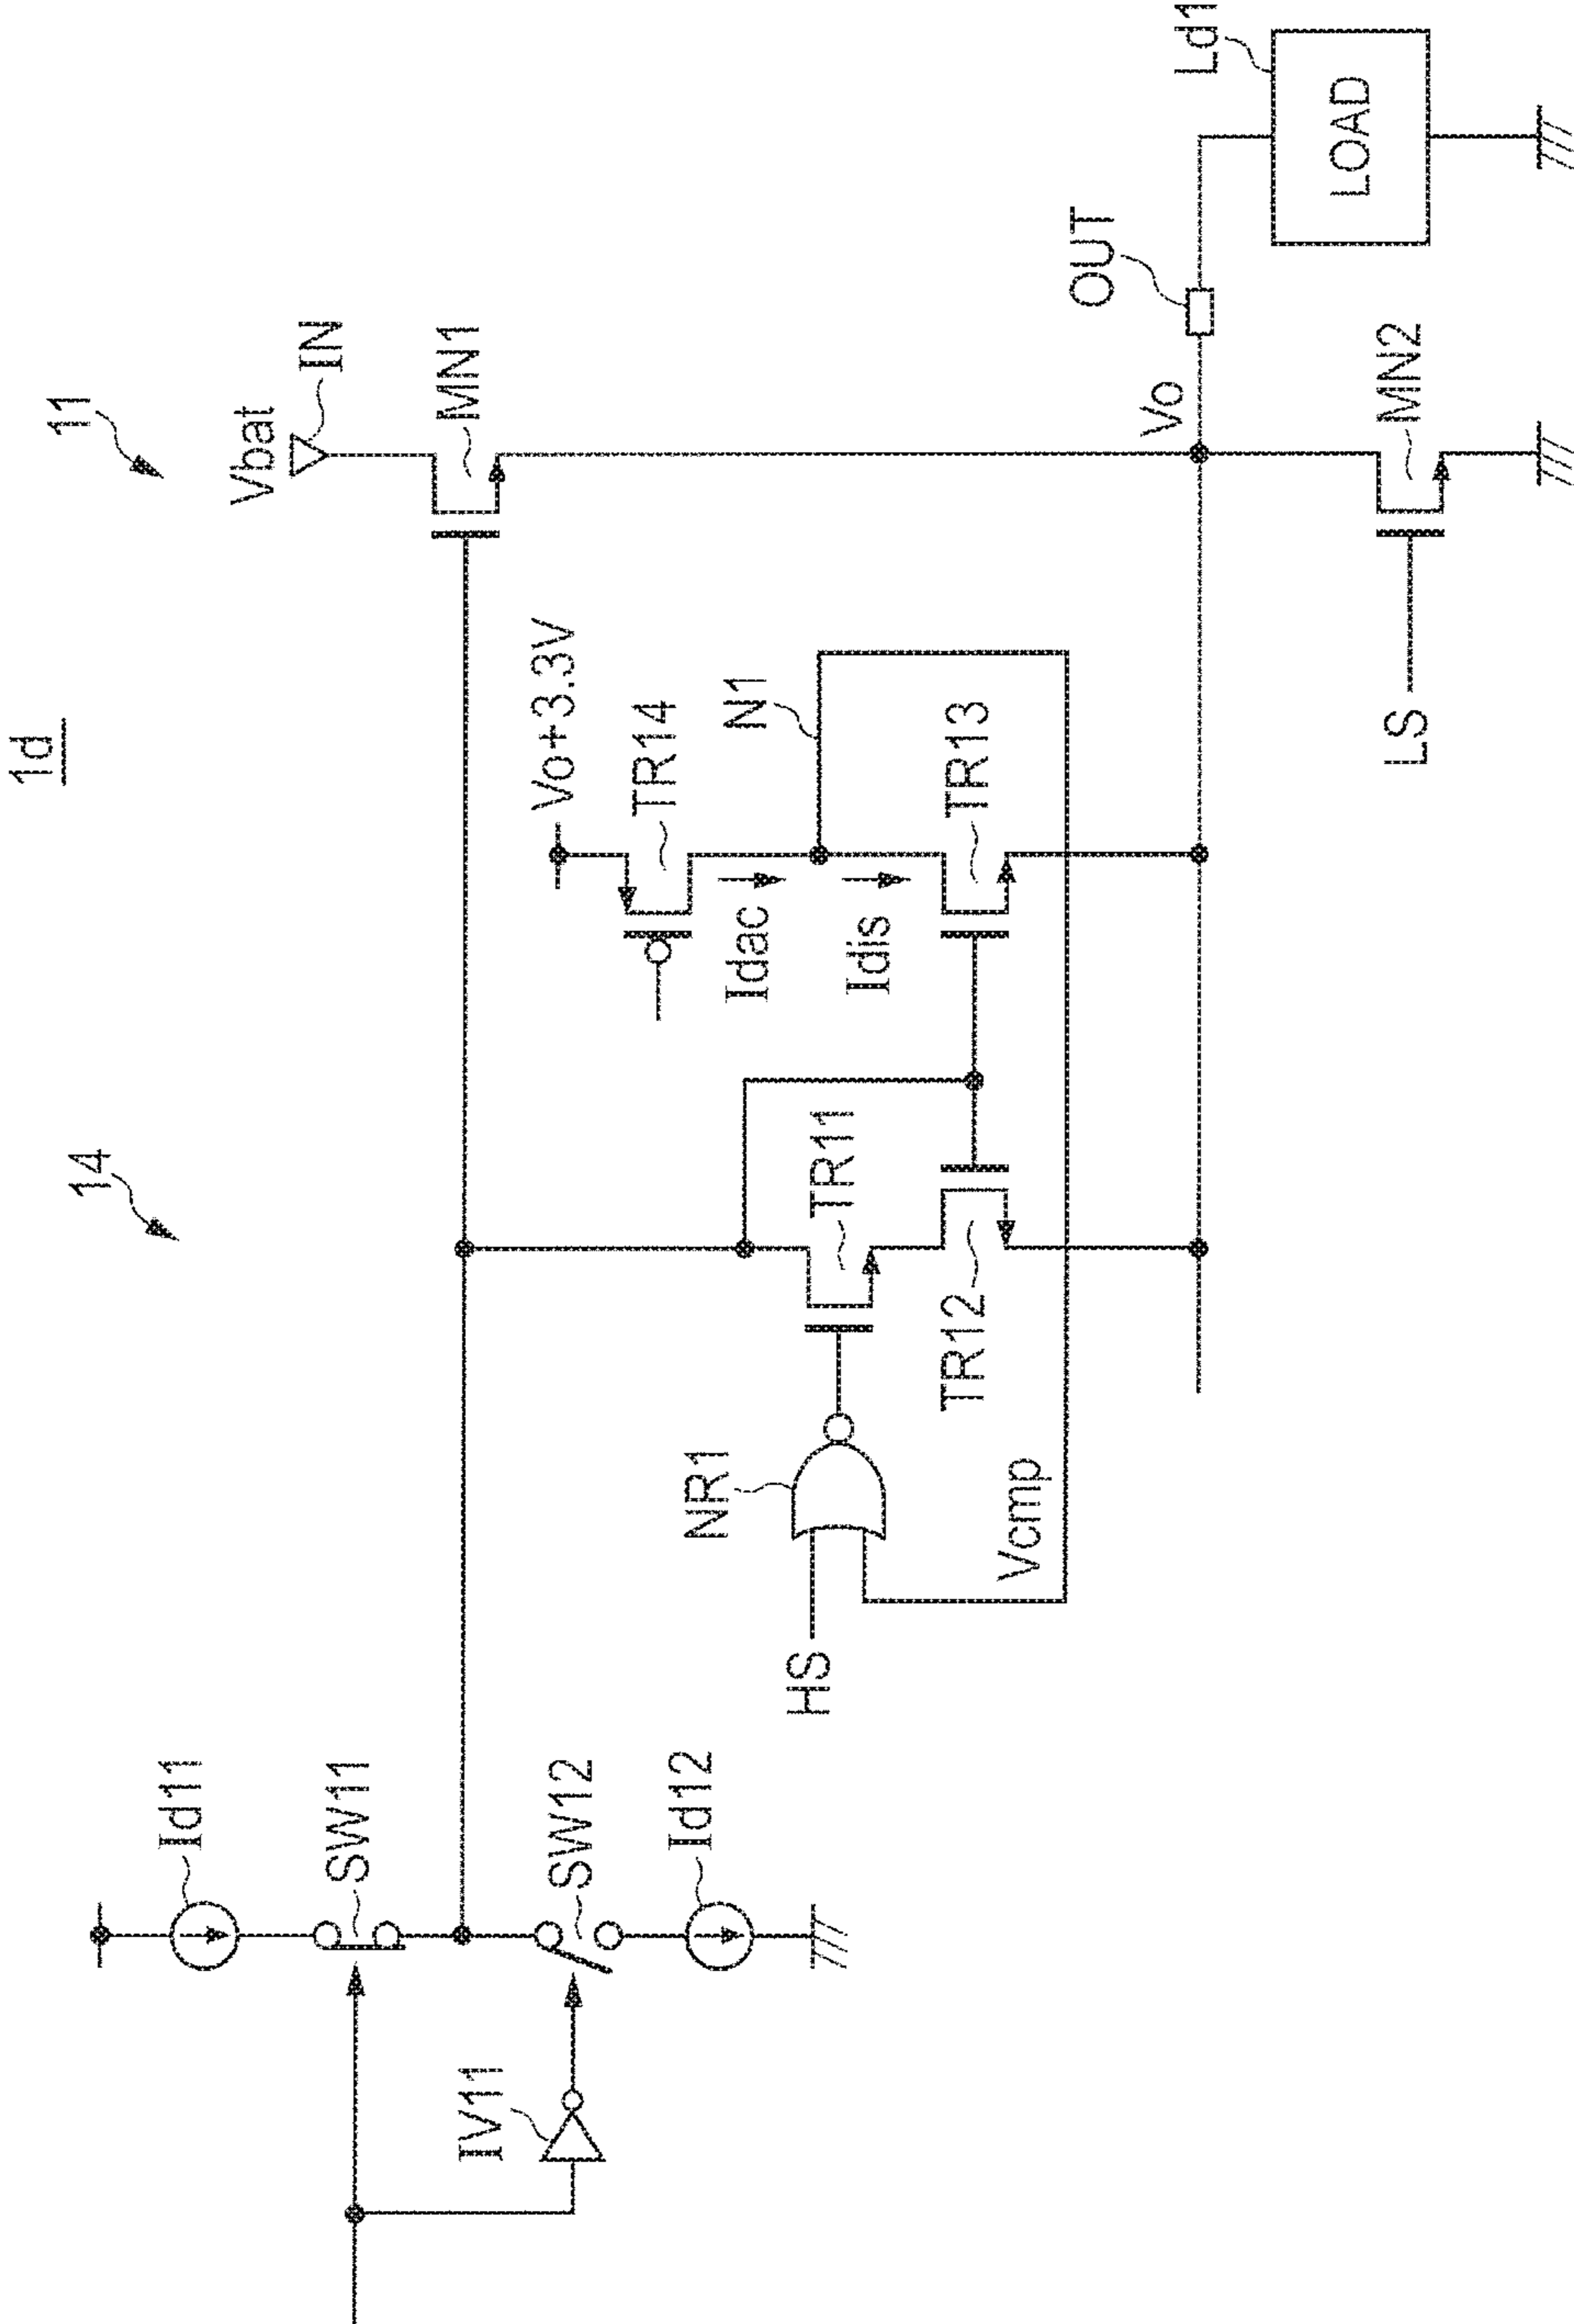 1d
11
14
Vbat
IN
MN1
Id11
SW11
SW12
Id12
IV11
HS
NR1
Vcmp
TR11
TR12
Vo+3.3V
TR14
N1
Idac
Idis
TR13
Vo
OUT
Ld1
LOAD
MN2
LS